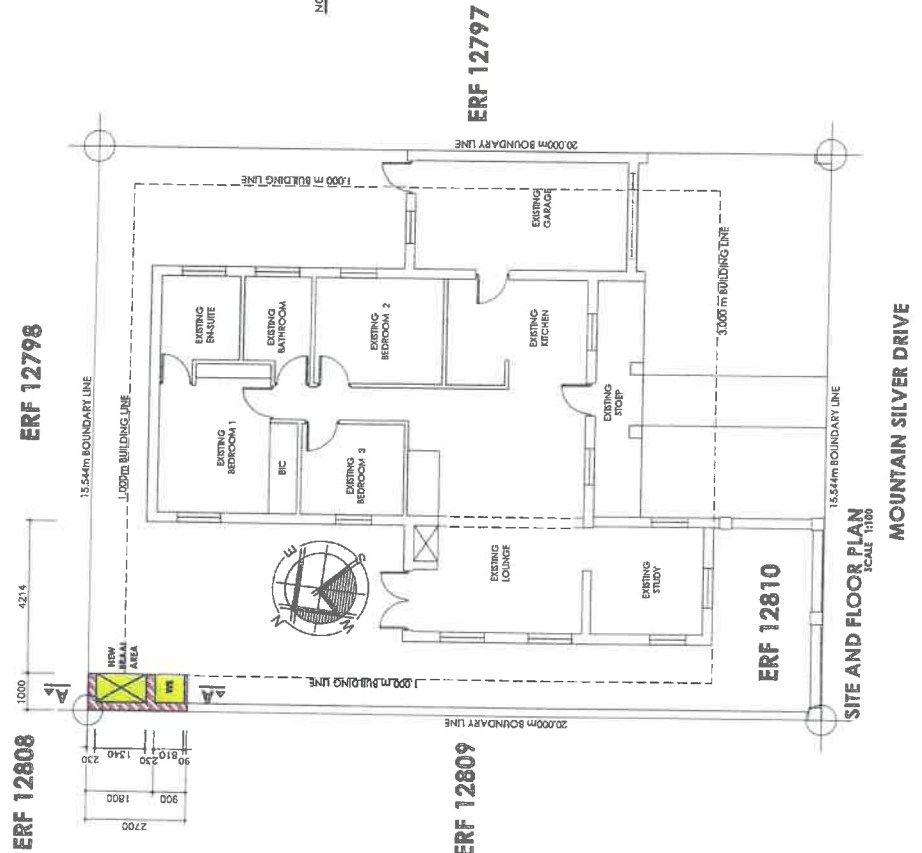 NO
ERF 12797
ERF 12798
ERF 12808
ERF 12809
15.544m BOUNDARY LINE
1.000m BUILDING LINE
1.000 m BUILDING LINE
20.000m BOUNDARY LINE
4214
1000
NEW
BRAAI
AREA
A
A
230
1340
230
810
90
1800
900
2700
EXISTING
EN-SUITE
EXISTING
BATHROOM
EXISTING
BEDROOM 2
EXISTING
BEDROOM 1
BIC
EXISTING
BEDROOM 3
EXISTING
GARAGE
EXISTING
KITCHEN
EXISTING
STOEP
EXISTING
LOUNGE
EXISTING
STUDY
N
E
S
W
1.000 m BUILDING LINE
20.000m BOUNDARY LINE
3.000 m BUILDING LINE
15.544m BOUNDARY LINE
ERF 12810
SITE AND FLOOR PLAN
SCALE 1:100
MOUNTAIN SILVER DRIVE